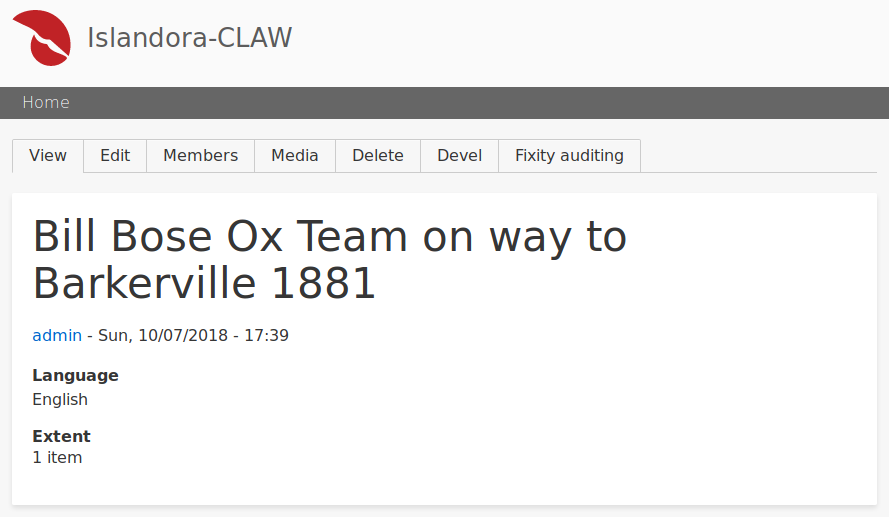 Islandora-CLAW
Home
View Edit Members Media Delete Devel Fixity auditing
Bill Bose Ox Team on way to
Barkerville 1881
admin - Sun, 10/07/2018 - 17:39
Language
English
Extent
1 item